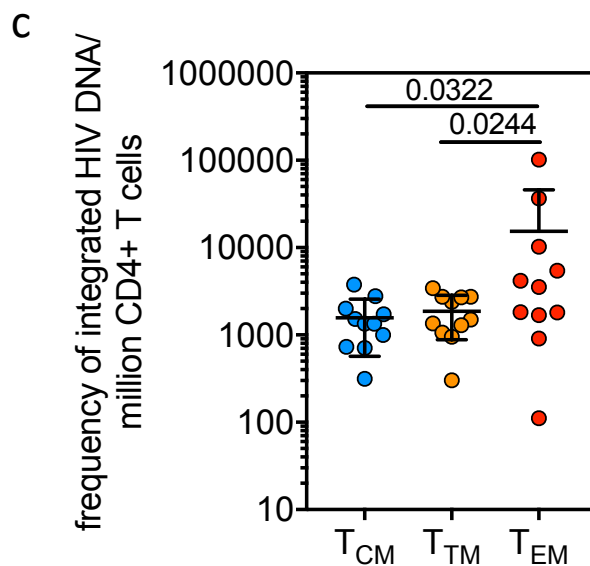 C
frequency of integrated HIV DNA/
million CD4+ T cells
1000000
100000
10000
1000
100
10
0.0322
0.0244
TCM TTM TEM